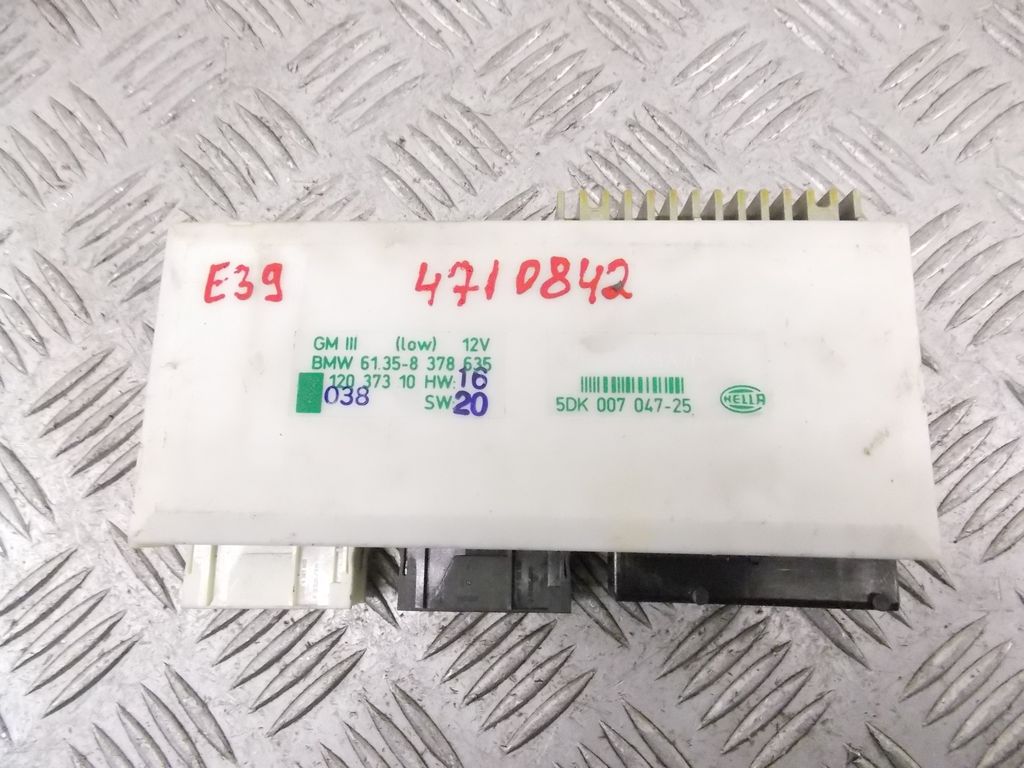 E39 4710842
GM III (low) 12V
BMW 61.35-8 378 635
120 373 10 HW: 16
038 SW: 20
5DK 007 047-25
HELLA